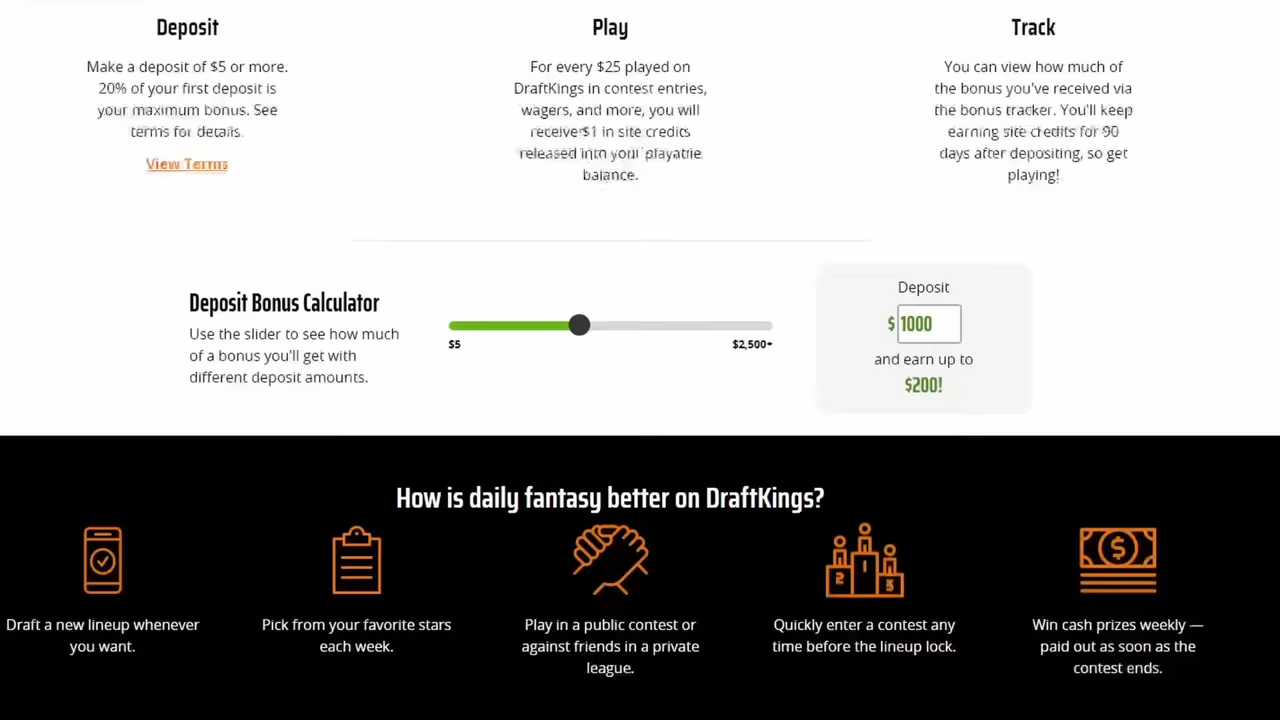 Deposit
Make a deposit of $5 or more.
20% of your first deposit is
your maximum bonus. See
terms for details.
View Terms
Play
For every $25 played on
DraftKings in contest entries,
wagers, and more, you will
receive $1 in site credits
released into your playable
balance.
Track
You can view how much of
the bonus you've received via
the bonus tracker. You'll keep
earning site credits for 90
days after depositing, so get
playing!
Deposit Bonus Calculator
Use the slider to see how much
of a bonus you'll get with
different deposit amounts.
$5
$2,500+
Deposit
$ 1000
and earn up to
$200!
How is daily fantasy better on DraftKings?
Draft a new lineup whenever
you want.
Pick from your favorite stars
each week.
Play in a public contest or
against friends in a private
league.
2 1 3
Quickly enter a contest any
time before the lineup lock.
$
Win cash prizes weekly —
paid out as soon as the
contest ends.